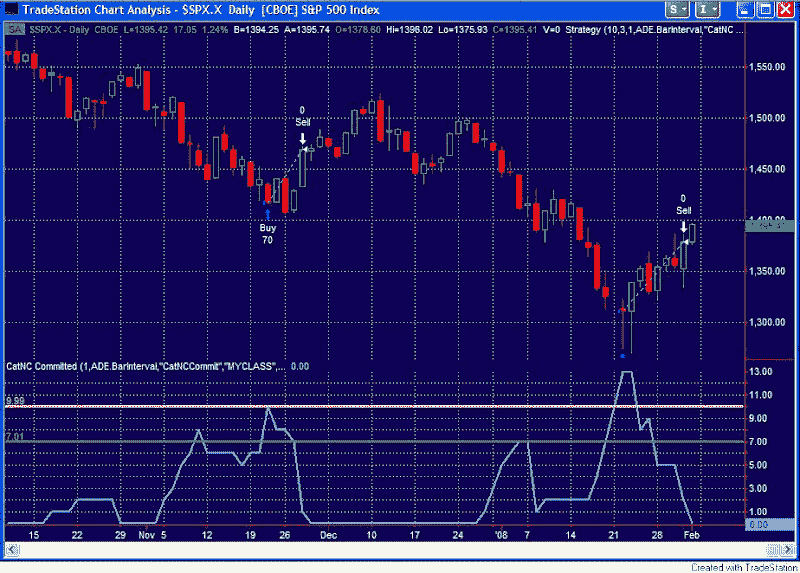 TradeStation Chart Analysis - $SPX.X Daily [CBOE] S&P 500 Index
S I
SA $SPX.X - Daily CBOE L=1395.42 17.05 1.24% B=1394.25 A=1395.74 O=1378.60 Hi=1396.02 Lo=1375.93 C=1395.41 V=0 Strategy (10,3,1,ADE.BarInterval,"CatNC ...
1,550.00
0
Sell
1,500.00
1,450.00
0
Sell
1,400.00
Buy
70
1,350.00
1,300.00
CatNC Committed (1,ADE.BarInterval,"CatNCCommit","MYCLASS",... 0.00
13.00
11.00
9.99
9.00
7.01
7.00
5.00
3.00
1.00
0.00
15 22 29 Nov 5 12 19 26 Dec 10 17 24 '08 7 14 21 28 Feb
Created with TradeStation